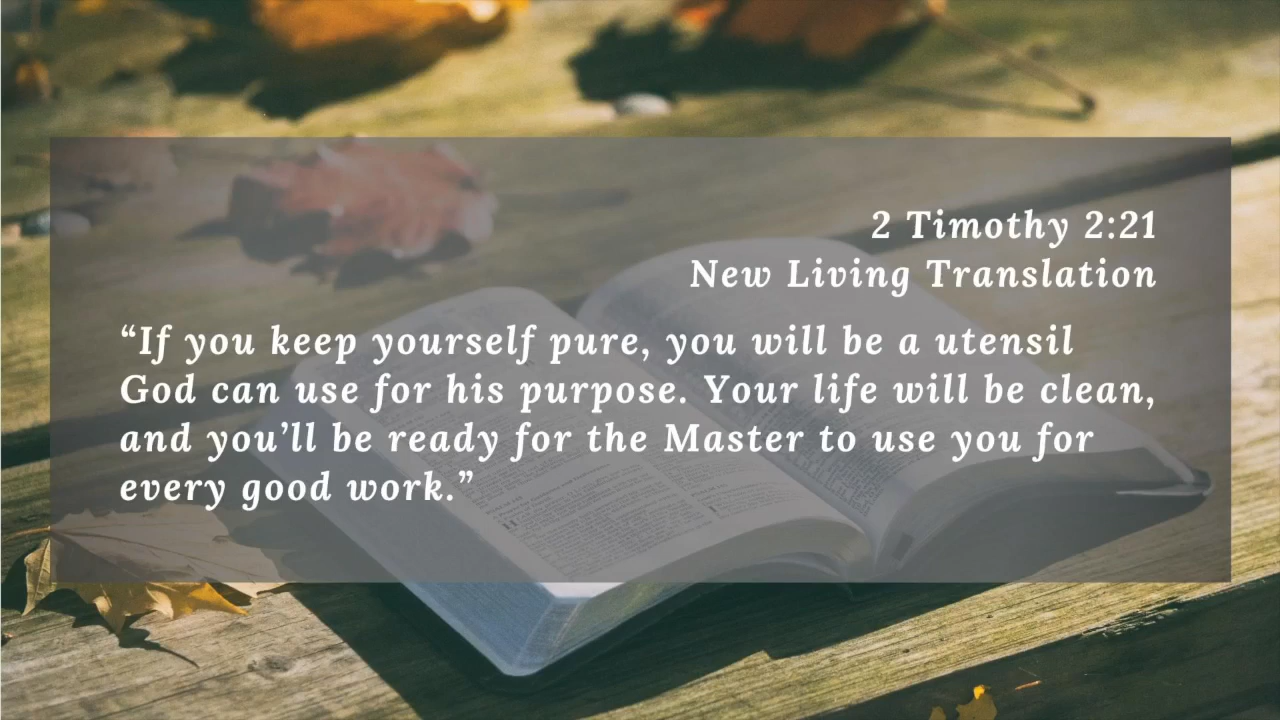 2 Timothy 2:21
New Living Translation
“If you keep yourself pure, you will be a utensil
God can use for his purpose. Your life will be clean,
and you’ll be ready for the Master to use you for
every good work.”